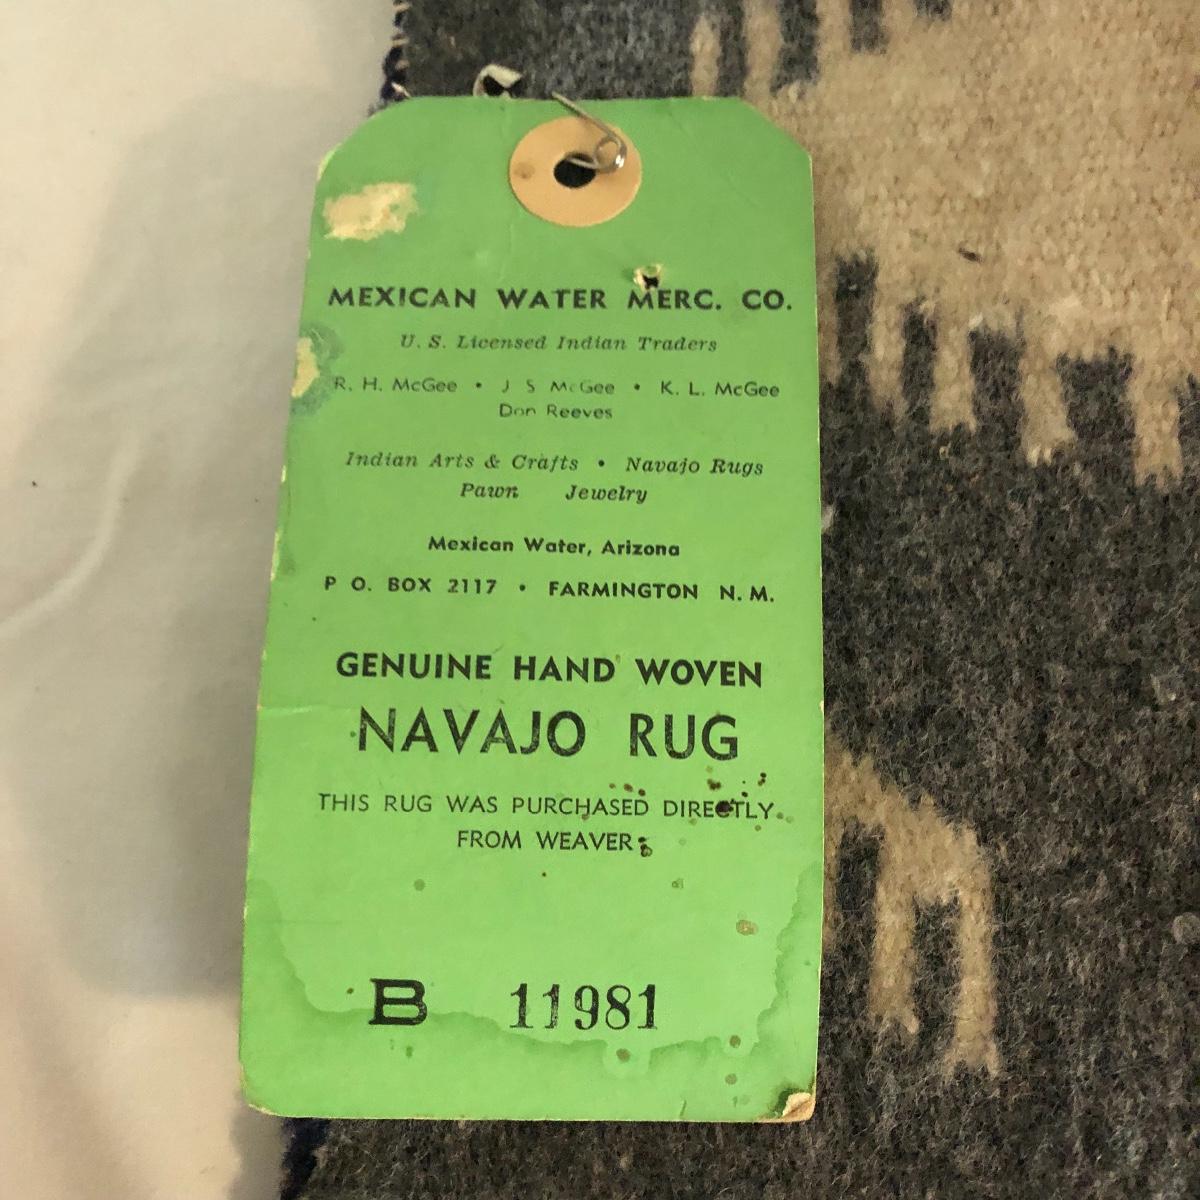 MEXICAN WATER MERC. CO.
U. S. Licensed Indian Traders
R. H. McGee • J S McGee • K. L. McGee
Don Reeves
Indian Arts & Crafts • Navajo Rugs
Pawn Jewelry
Mexican Water, Arizona
P O. BOX 2117 • FARMINGTON N. M.
GENUINE HAND WOVEN
NAVAJO RUG
THIS RUG WAS PURCHASED DIRECTLY
FROM WEAVER
B 11981